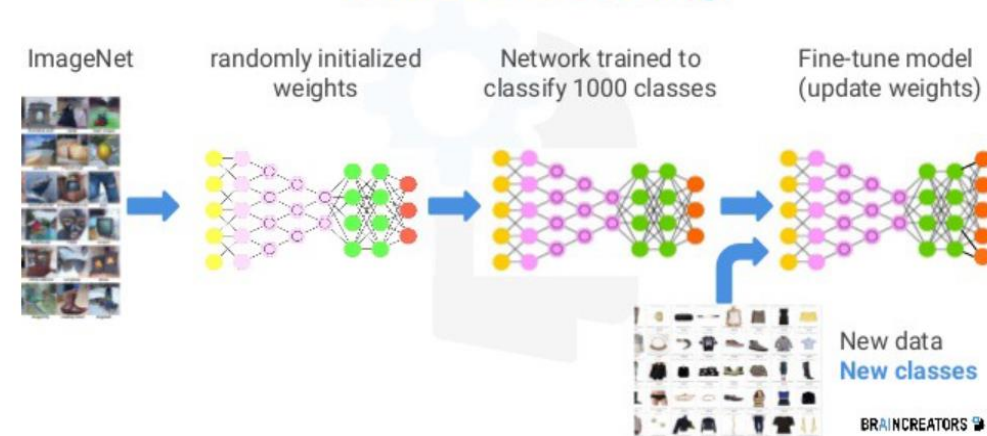 ImageNet
randomly initialized
weights
Network trained to
classify 1000 classes
Fine-tune model
(update weights)
New data
New classes
BRAINCREATORS